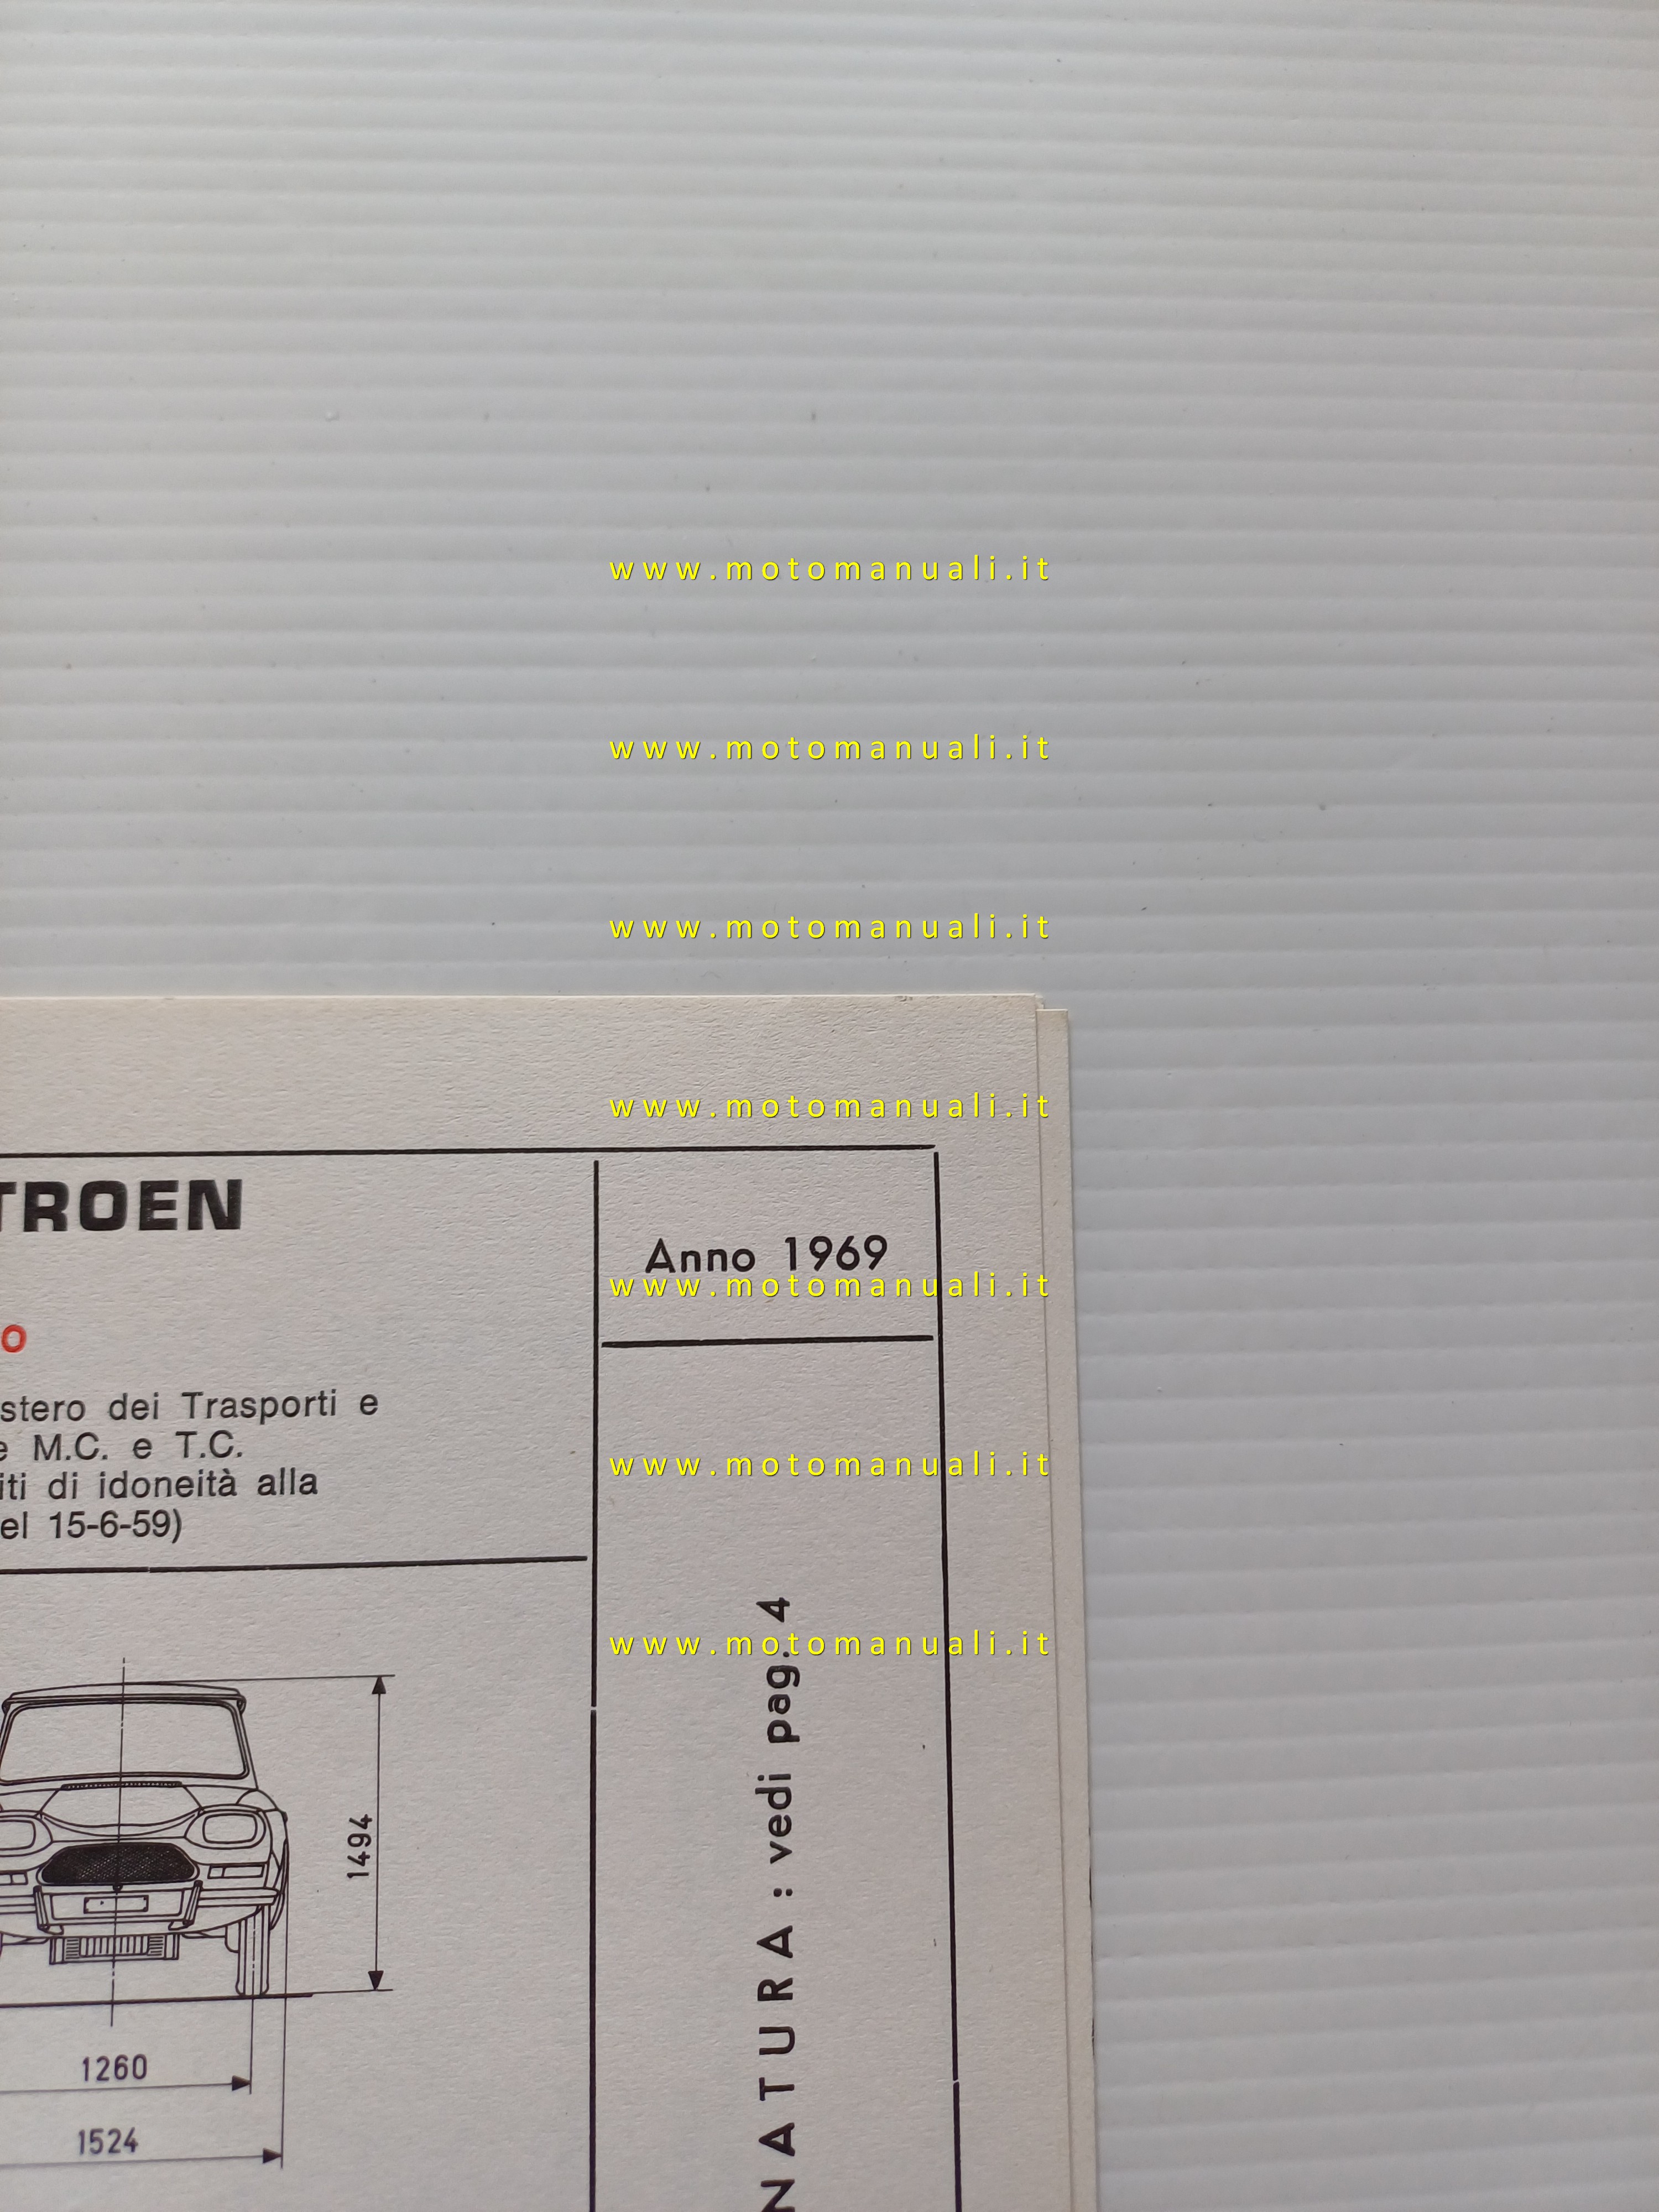 www.motomanuali.it
www.motomanuali.it
www.motomanuali.it
www.motomanuali.it
TROEN
Anno 1969
www.motomanuali.it
o
stero dei Trasporti e
e M.C. e T.C.
www.motomanuali.it
iti di idoneità alla
el 15-6-59)
www.motomanuali.it
NATURA: vedi pag. 4
1494
1260
1524